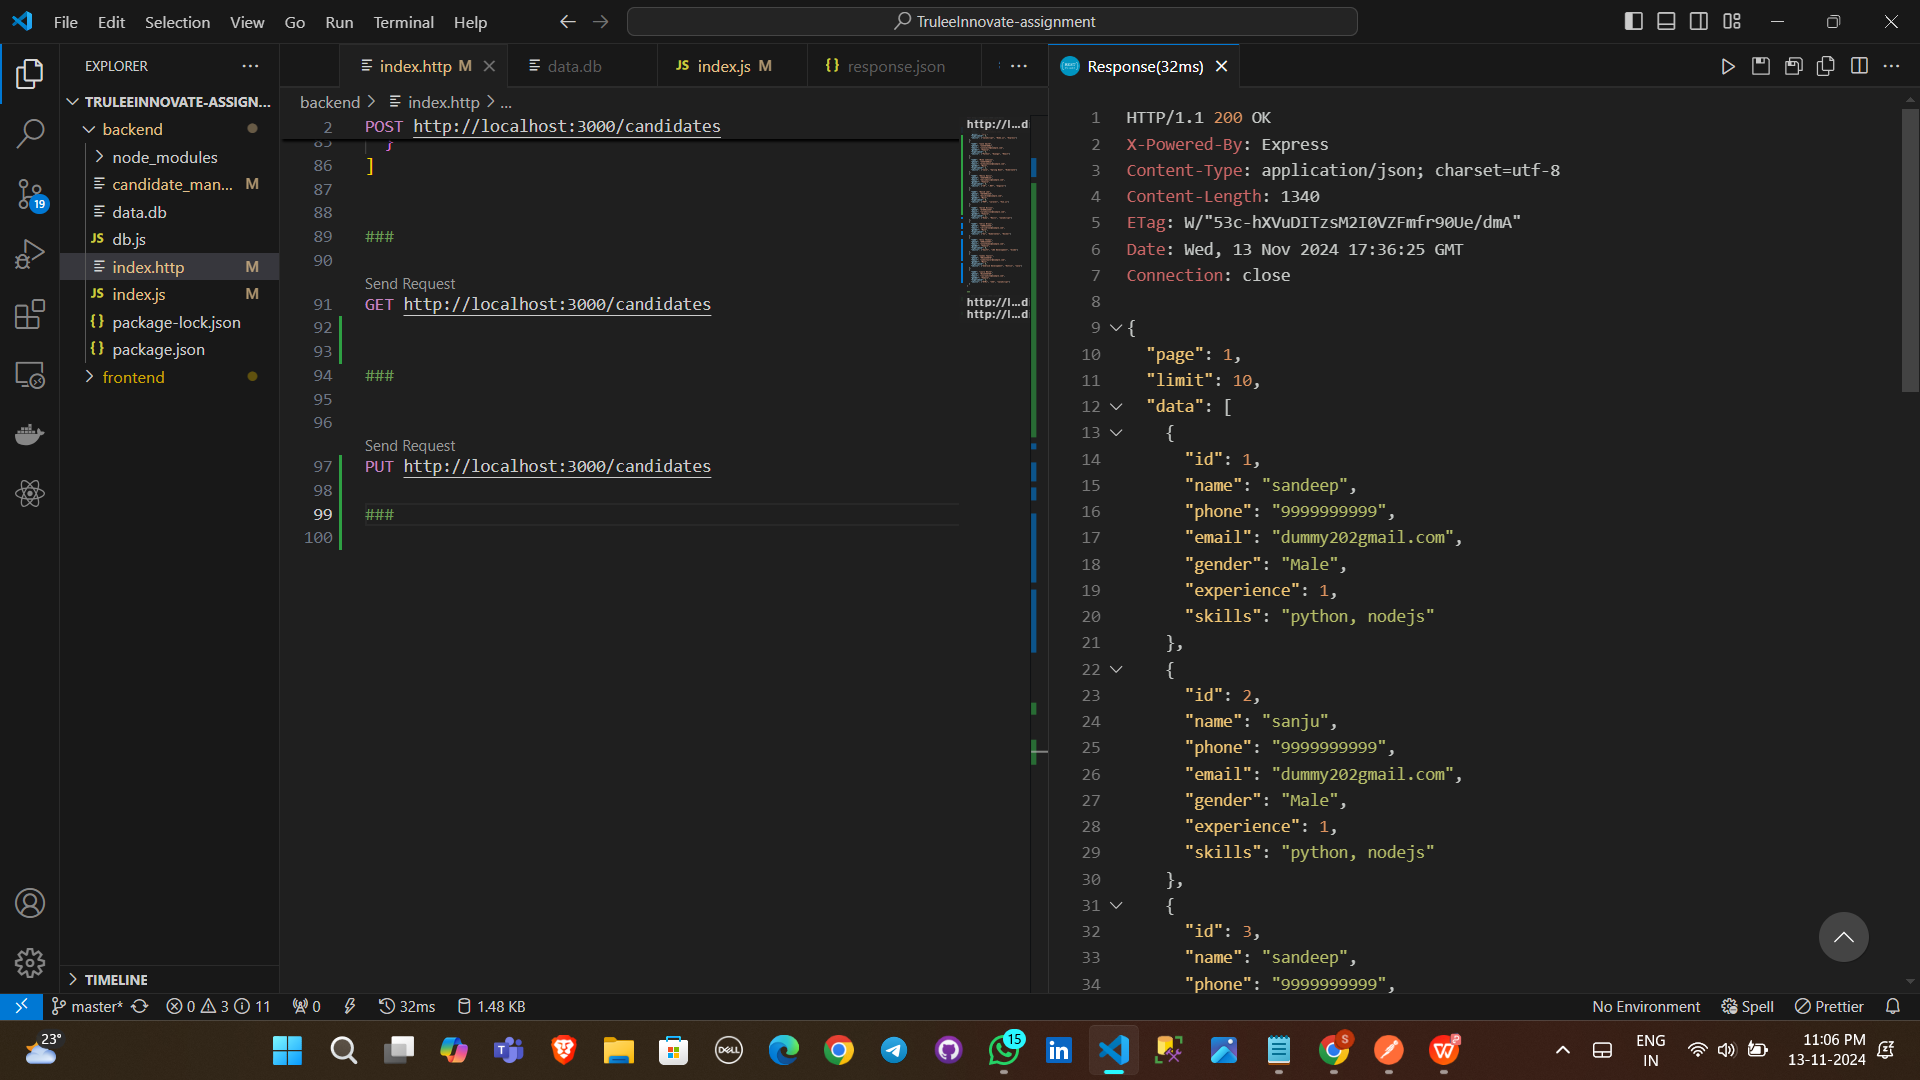 File Edit Selection View Go Run Terminal Help
TruleeInnovate-assignment
EXPLORER
TRULEEINNOVATE-ASSIGN...
backend
node_modules
candidate_man... M
data.db
db.js
index.http M
JS index.js M
package-lock.json
package.json
frontend
TIMELINE
index.http M
data.db
JS index.js M
{} response.json
backend > index.http > ...
2 POST http://localhost:3000/candidates
85 }
86 ]
87
88
89 ###
90
Send Request
91 GET http://localhost:3000/candidates
92
93
94 ###
95
96
Send Request
97 PUT http://localhost:3000/candidates
98
99 ###
100
http://l...d
http://l...d
http://l...d
Response(32ms)
1 HTTP/1.1 200 OK
2 X-Powered-By: Express
3 Content-Type: application/json; charset=utf-8
4 Content-Length: 1340
5 ETag: W/"53c-hXVuDITzsM2I0VZFmfr90Ue/dmA"
6 Date: Wed, 13 Nov 2024 17:36:25 GMT
7 Connection: close
8
9 {
10 "page": 1,
11 "limit": 10,
12 "data": [
13 {
14 "id": 1,
15 "name": "sandeep",
16 "phone": "9999999999",
17 "email": "dummy202gmail.com",
18 "gender": "Male",
19 "experience": 1,
20 "skills": "python, nodejs"
21 },
22 {
23 "id": 2,
24 "name": "sanju",
25 "phone": "9999999999",
26 "email": "dummy202gmail.com",
27 "gender": "Male",
28 "experience": 1,
29 "skills": "python, nodejs"
30 },
31 {
32 "id": 3,
33 "name": "sandeep",
34 "phone": "9999999999",
19
master* 0 3 11 0 32ms 1.48 KB
No Environment Spell Prettier
23°
DELL
15
ENG
IN
11:06 PM
13-11-2024